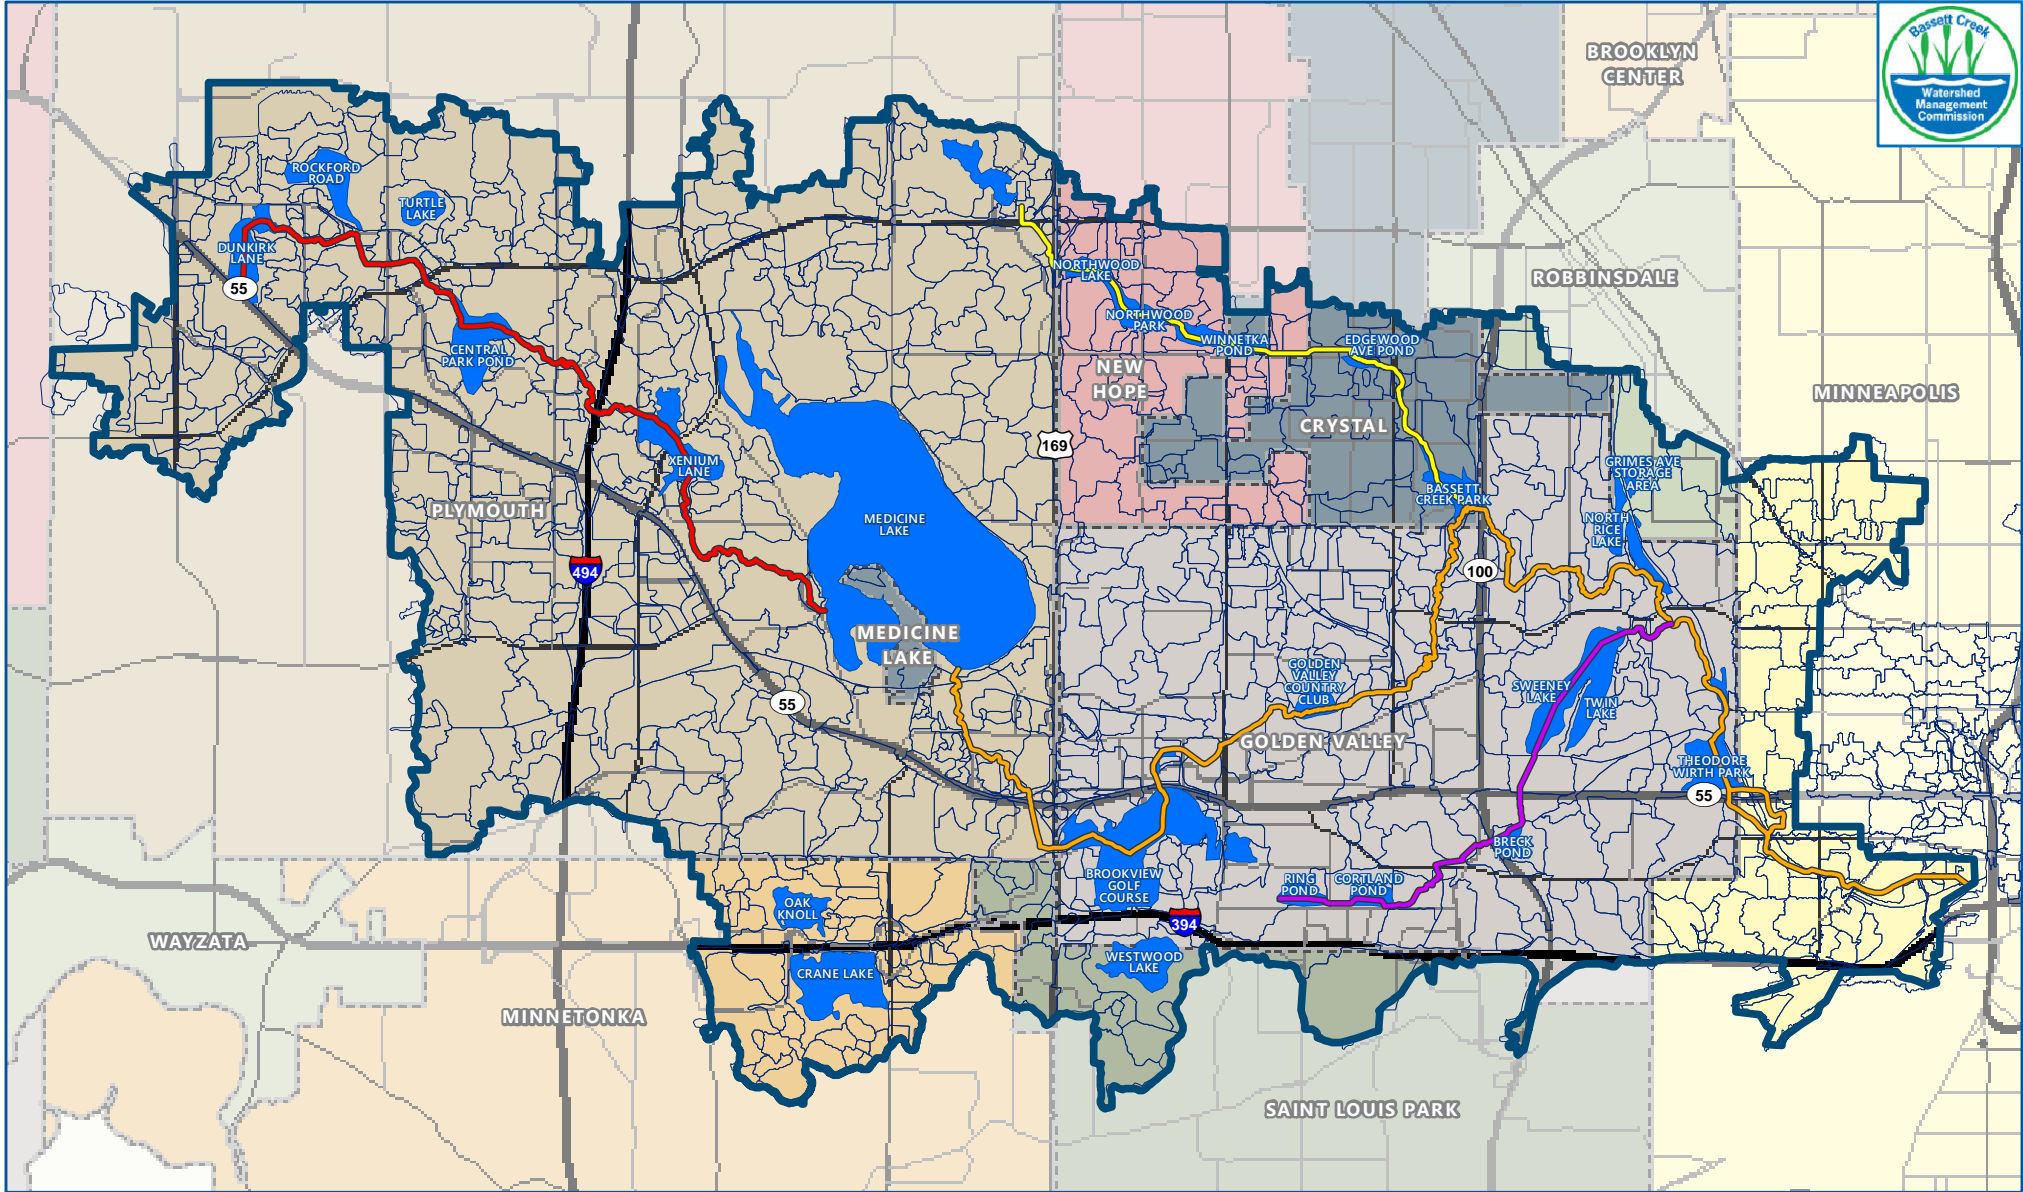 Bassett Creek
Watershed
Management
Commission
BROOKLYN
CENTER
ROCKFORD
ROAD
TURTLE
LAKE
DUNKIRK
LANE
55
NORTHWOOD
LAKE
ROBBINSDALE
NORTHWOOD
PARK
WINNETKA
POND
EDGEWOOD
AVE POND
CENTRAL
PARK POND
NEW
HOPE
MINNEAPOLIS
CRYSTAL
169
XENIUM
LANE
GRIMES AVE
STORAGE
AREA
BASSETT
CREEK PARK
PLYMOUTH
MEDICINE
LAKE
NORTH
RICE
LAKE
494
100
MEDICINE
LAKE
GOLDEN
VALLEY
COUNTRY
CLUB
SWEENEY
LAKE
TWIN
LAKE
55
GOLDEN VALLEY
THEODORE
WIRTH PARK
55
BRECK
POND
BROOKVIEW
GOLF
COURSE
RING
POND
CORTLAND
POND
OAK
KNOLL
394
WAYZATA
CRANE LAKE
WESTWOOD
LAKE
MINNETONKA
SAINT LOUIS PARK